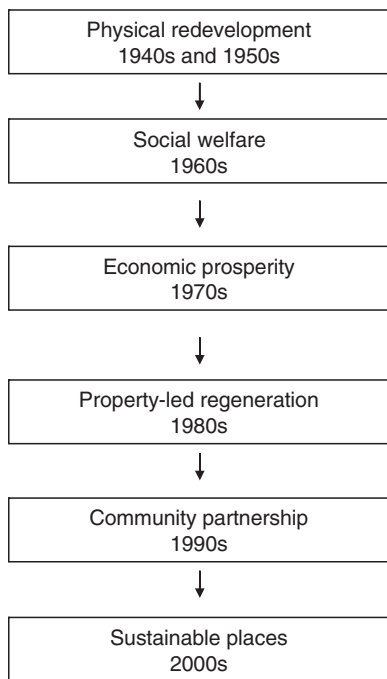 Physical redevelopment
1940s and 1950s
Social welfare
1960s
Economic prosperity
1970s
Property-led regeneration
1980s
Community partnership
1990s
Sustainable places
2000s